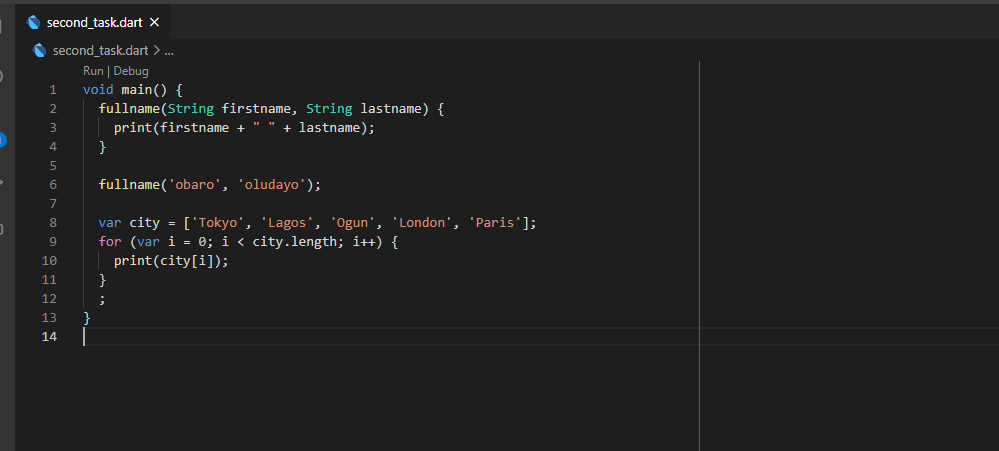 second_task.dart
second_task.dart > ...
Run | Debug
1 void main() {
2   fullname(String firstname, String lastname) {
3     print(firstname + " " + lastname);
4   }
5
6   fullname('obaro', 'oludayo');
7
8   var city = ['Tokyo', 'Lagos', 'Ogun', 'London', 'Paris'];
9   for (var i = 0; i < city.length; i++) {
10     print(city[i]);
11   }
12   ;
13 }
14